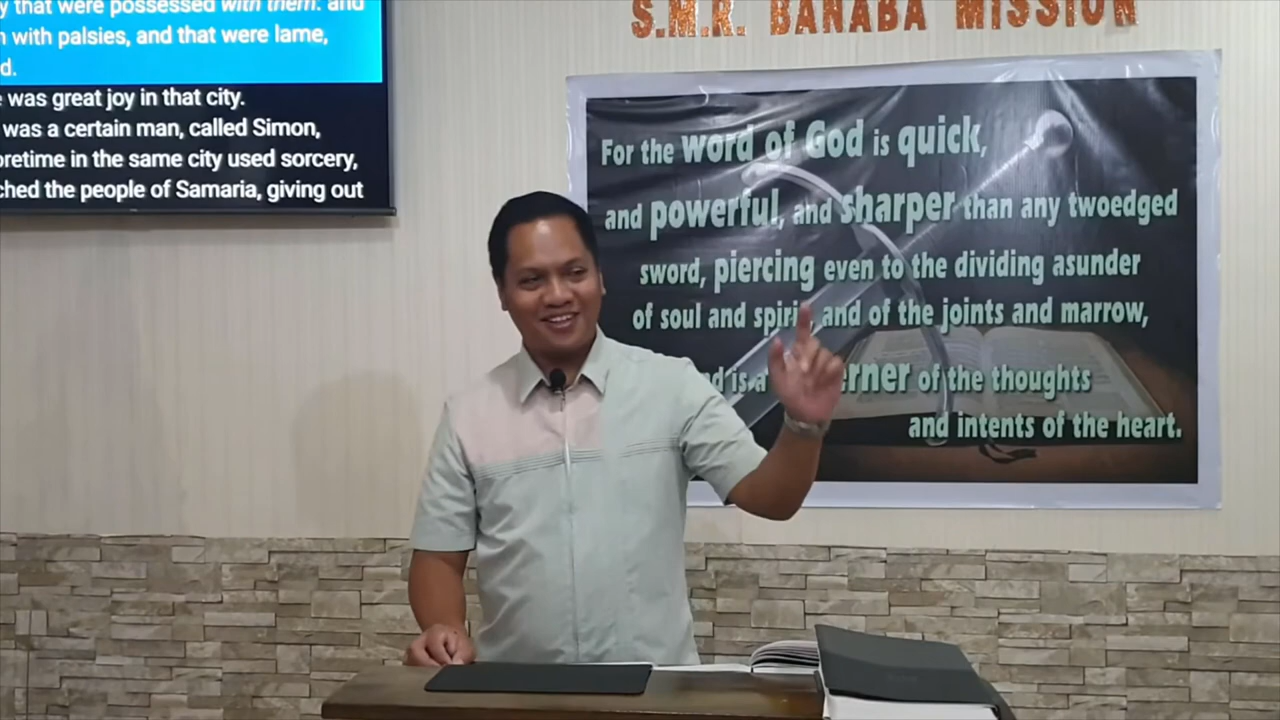 y that were possessed with them: and
n with palsies, and that were lame,
d.
was great joy in that city.
was a certain man, called Simon,
oretime in the same city used sorcery,
ched the people of Samaria, giving out
S.M.R. BANABA MISSION
For the word of God is quick,
and powerful, and sharper than any twoedged
sword, piercing even to the dividing asunder
of soul and spirit, and of the joints and marrow,
d is a erner of the thoughts
and intents of the heart.